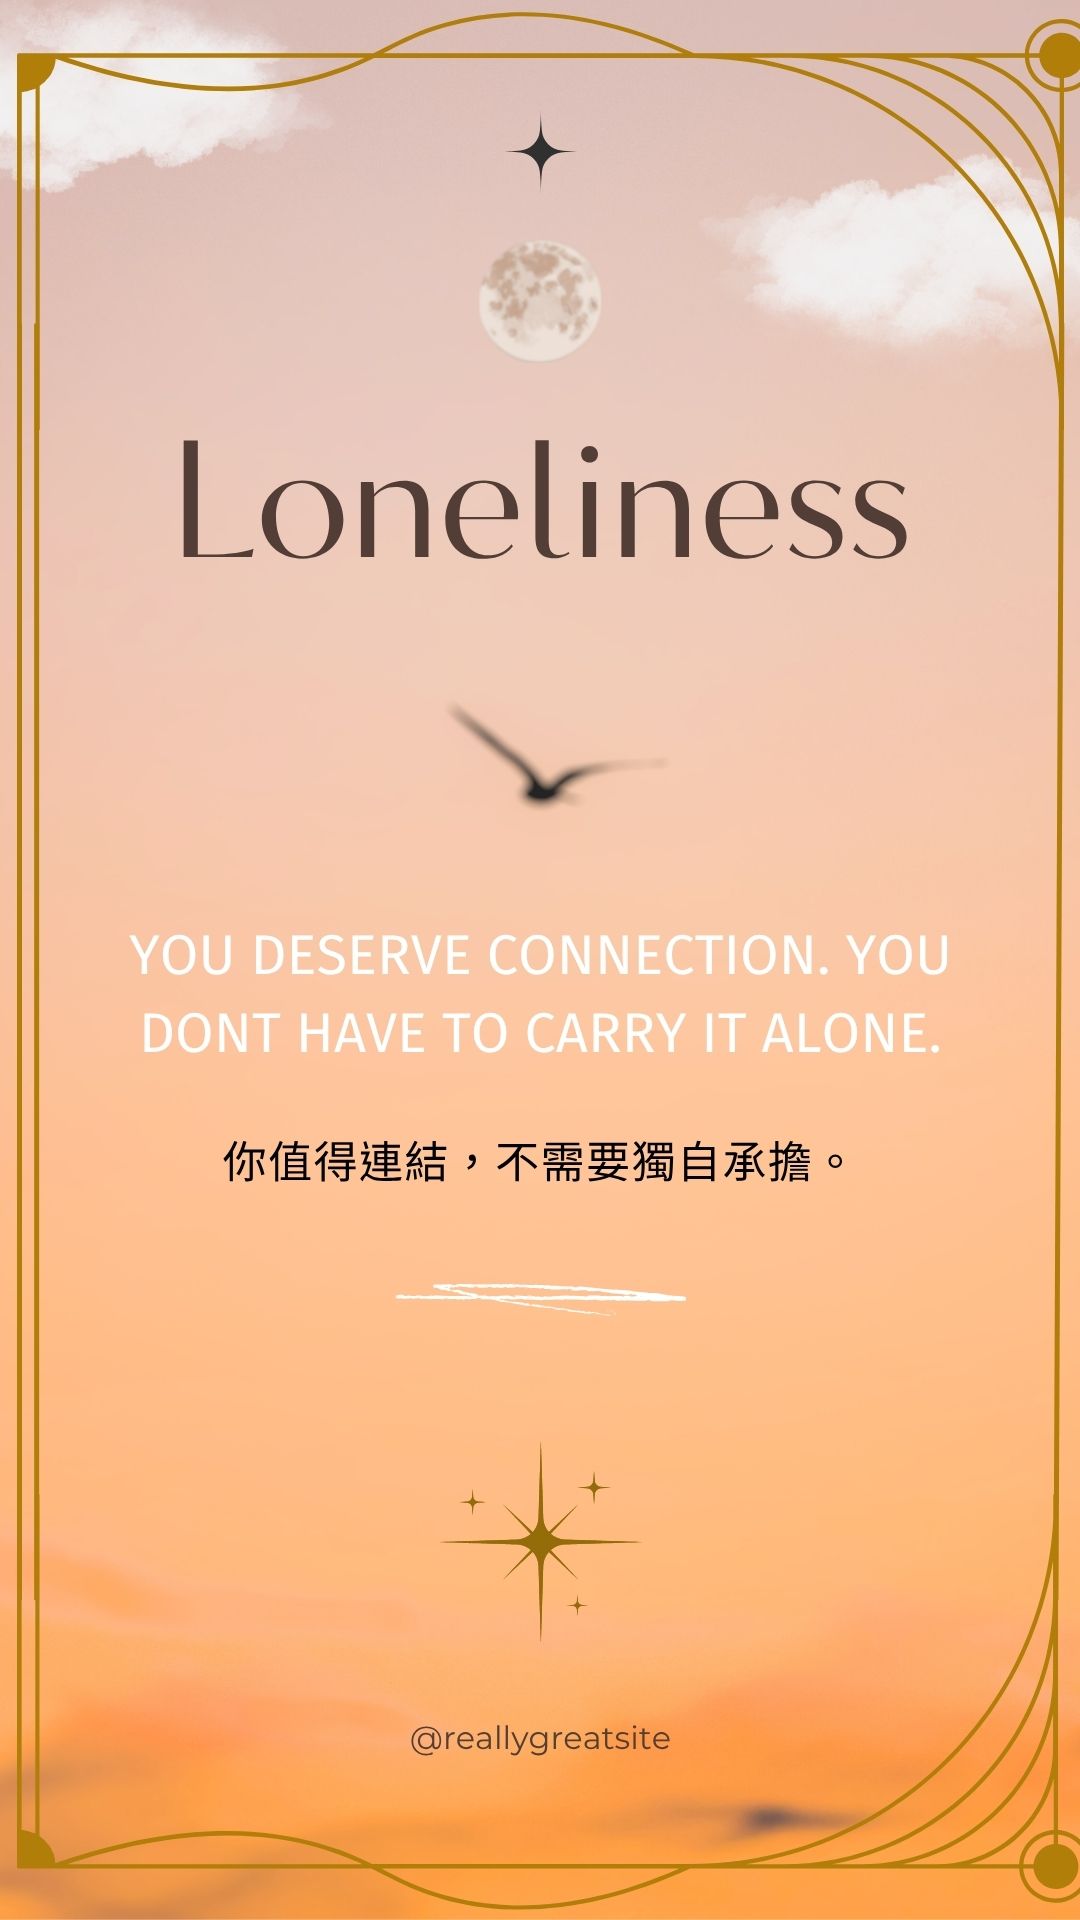 Loneliness
YOU DESERVE CONNECTION. YOU
DONT HAVE TO CARRY IT ALONE.
你值得連結，不需要獨自承擔。
@reallygreatsite